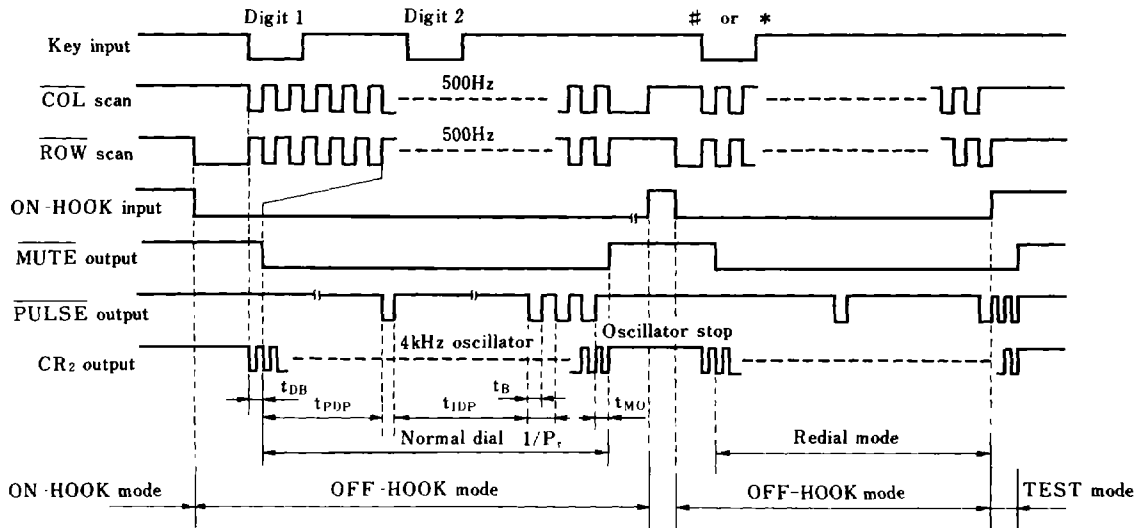 Digit 1 Digit 2 # or *
Key input
COL scan 500Hz
ROW scan 500Hz
ON-HOOK input
MUTE output
PULSE output
4kHz oscillator Oscillator stop
CR2 output
tDB tPDP tIDP tB tMO
Normal dial 1/Pr Redial mode
ON-HOOK mode OFF-HOOK mode OFF-HOOK mode TEST mode